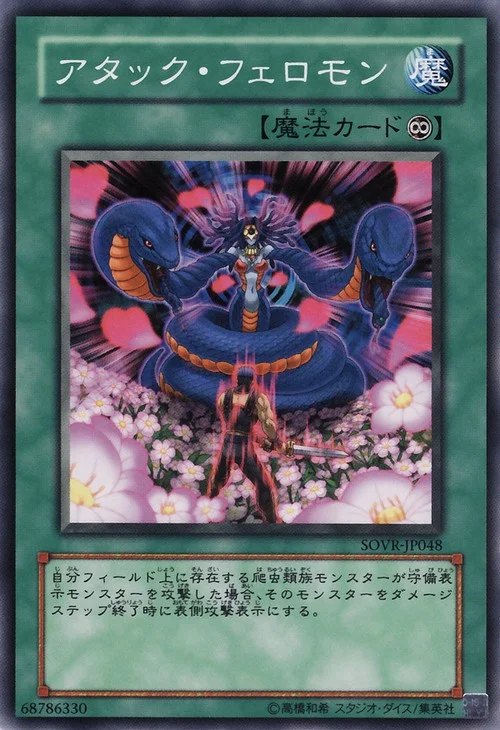 アタック・フェロモン
魔
【魔法カード】
SOVR-JP048
自分フィールド上に存在する爬虫類族モンスターが守備表
示モンスターを攻撃した場合、そのモンスターをダメージ
ステップ終了時に表側攻撃表示にする。
68786330
©高橋和希 スタジオ・ダイス/集英社